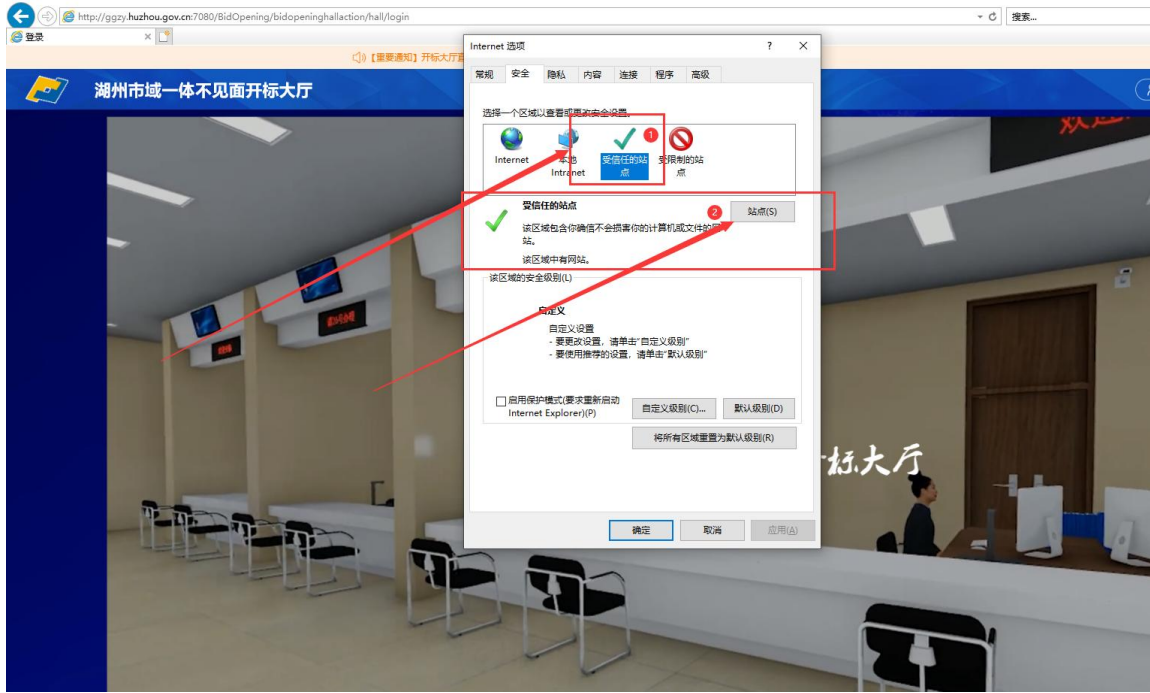 http://ggzy.huzhou.gov.cn:7080/BidOpening/bidopeninghallaction/hall/login
搜索...
登录
【重要通知】开标大厅
湖州市域一体不见面开标大厅
Internet 选项
? ×
常规 安全 隐私 内容 连接 程序 高级
选择一个区域以查看或更改安全设置。
1
Internet
本地
Intranet
受信任的站
点
受限制的站
点
受信任的站点
2
站点(S)
该区域包含你确信不会损害你的计算机或文件的网
站。
该区域中有网站。
该区域的安全级别(L)
自定义
自定义设置
- 要更改设置，请单击"自定义级别"
- 要使用推荐的设置，请单击"默认级别"
启用保护模式(要求重新启动
Internet Explorer)(P)
自定义级别(C)...
默认级别(D)
将所有区域重置为默认级别(R)
标大厅
确定
取消
应用(A)